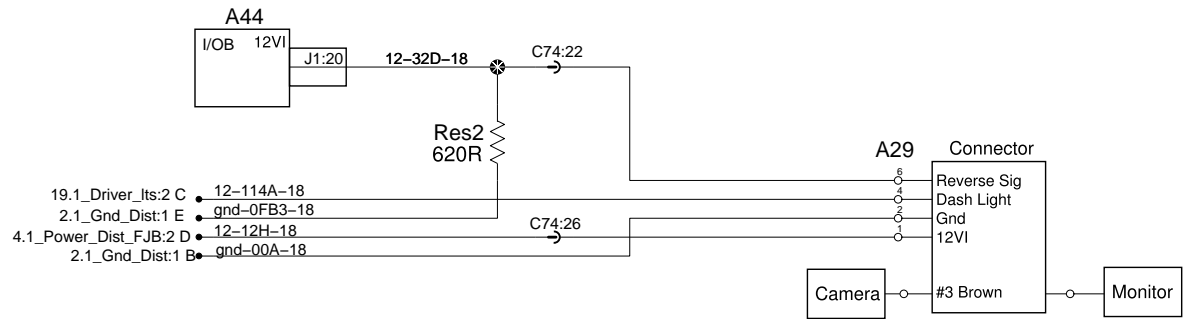 A44
I/OB 12VI
J1:20
12–32D–18
C74:22
Res2
620R
A29
Connector
6
Reverse Sig
19.1_Driver_lts:2 C
12–114A–18
4
Dash Light
2.1_Gnd_Dist:1 E
gnd–0FB3–18
2
Gnd
4.1_Power_Dist_FJB:2 D
12–12H–18
C74:26
1
12VI
2.1_Gnd_Dist:1 B
gnd–00A–18
Camera
#3 Brown
Monitor